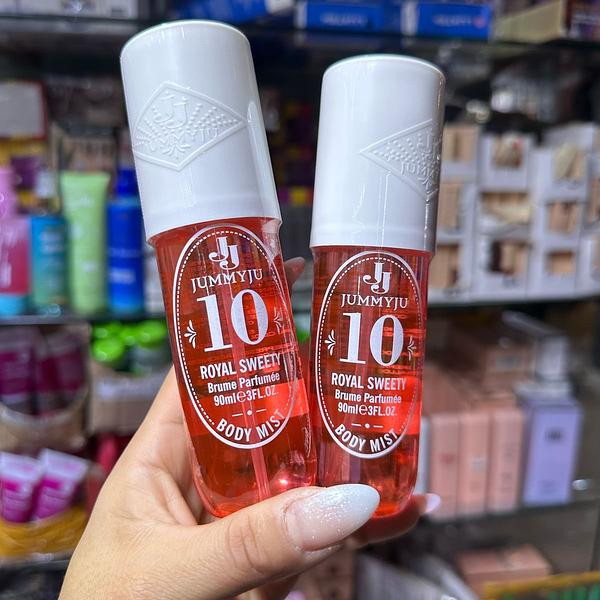 JJ
JUMMYJU
10
ROYAL SWEETY
Brume Parfumée
90ml℮3FL.OZ.
BODY MIST
JJ
JUMMYJU
10
ROYAL SWEETY
Brume Parfumée
90ml℮3FL.OZ.
BODY MIST